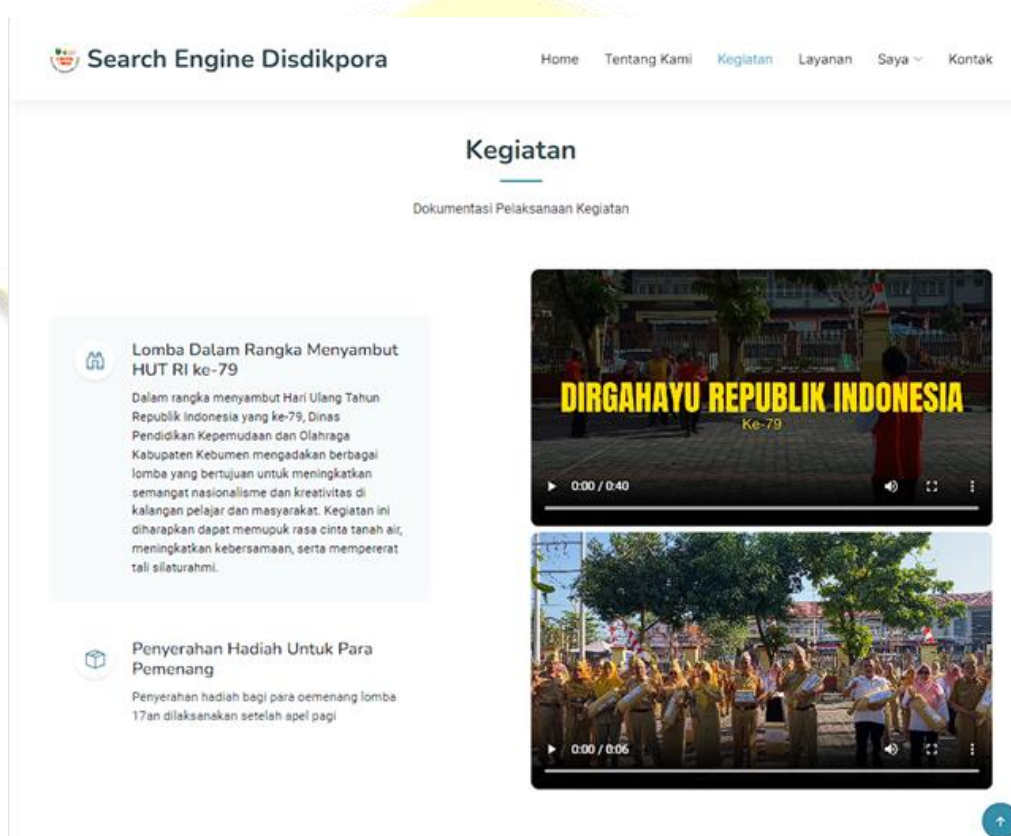 Search Engine Disdikpora
Home Tentang Kami Kegiatan Layanan Saya Kontak
Kegiatan
Dokumentasi Pelaksanaan Kegiatan
Lomba Dalam Rangka Menyambut
HUT RI ke-79
Dalam rangka menyambut Hari Ulang Tahun
Republik Indonesia yang ke-79, Dinas
Pendidikan Kepemudaan dan Olahraga
Kabupaten Kebumen mengadakan berbagai
lomba yang bertujuan untuk meningkatkan
semangat nasionalisme dan kreativitas di
kalangan pelajar dan masyarakat. Kegiatan ini
diharapkan dapat memupuk rasa cinta tanah air,
meningkatkan kebersamaan, serta mempererat
tali silaturahmi.
Penyerahan Hadiah Untuk Para
Pemenang
Penyerahan hadiah bagi para oemenang lomba
17an dilaksanakan setelah apel pagi
DIRGAHAYU REPUBLIK INDONESIA
Ke-79
0:00 / 0:40
0:00 / 0:06